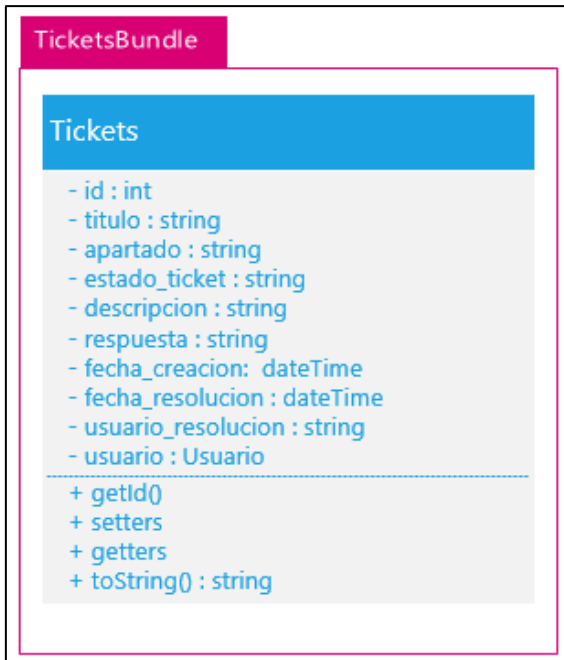 TicketsBundle
Tickets
- id : int
- titulo : string
- apartado : string
- estado_ticket : string
- descripcion : string
- respuesta : string
- fecha_creacion:  dateTime
- fecha_resolucion : dateTime
- usuario_resolucion : string
- usuario : Usuario
+ getId()
+ setters
+ getters
+ toString() : string